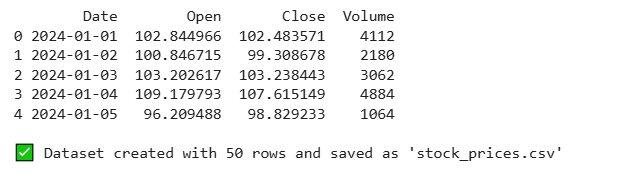 Date Open Close Volume
0 2024-01-01 102.844966 102.483571 4112
1 2024-01-02 100.846715 99.308678 2180
2 2024-01-03 103.202617 103.238443 3062
3 2024-01-04 109.179793 107.615149 4884
4 2024-01-05 96.209488 98.829233 1064
✅ Dataset created with 50 rows and saved as 'stock_prices.csv'